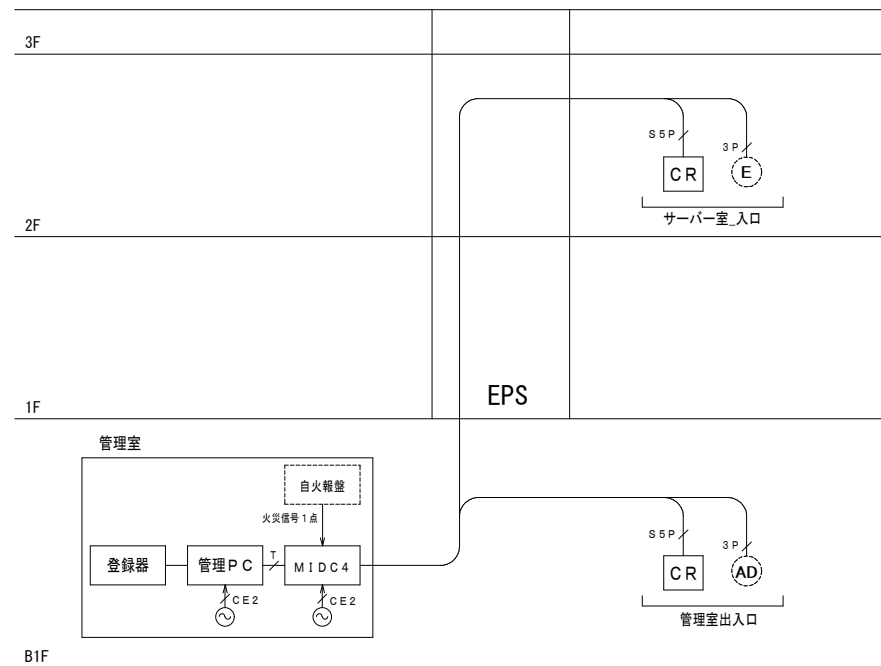 3F
S5P
3P
CR
E
サーバー室_入口
2F
EPS
1F
管理室
自火報盤
火災信号1点
登録器
管理PC
T
MIDC4
CE2
CE2
S5P
3P
CR
AD
管理室出入口
B1F